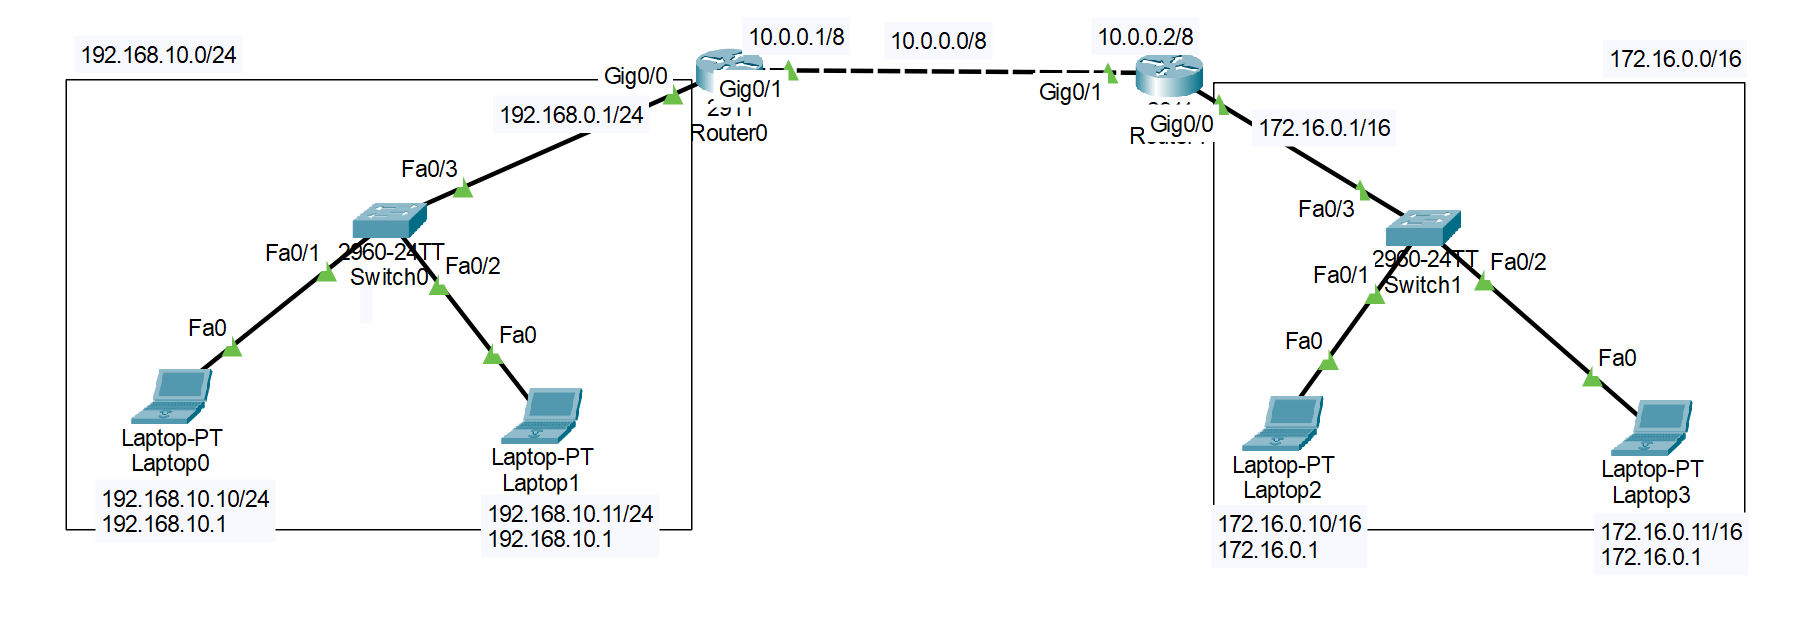 192.168.10.0/24
10.0.0.1/8
10.0.0.0/8
10.0.0.2/8
172.16.0.0/16
Gig0/0
Gig0/1
Gig0/1
192.168.0.1/24
2911
Router0
Gig0/0
172.16.0.1/16
Fa0/3
Fa0/3
Fa0/1
2960-24TT
Switch0
Fa0/2
Fa0/1
2960-24TT
Switch1
Fa0/2
Fa0
Fa0
Fa0
Fa0
Laptop-PT
Laptop0
192.168.10.10/24
192.168.10.1
Laptop-PT
Laptop1
192.168.10.11/24
192.168.10.1
Laptop-PT
Laptop2
172.16.0.10/16
172.16.0.1
Laptop-PT
Laptop3
172.16.0.11/16
172.16.0.1